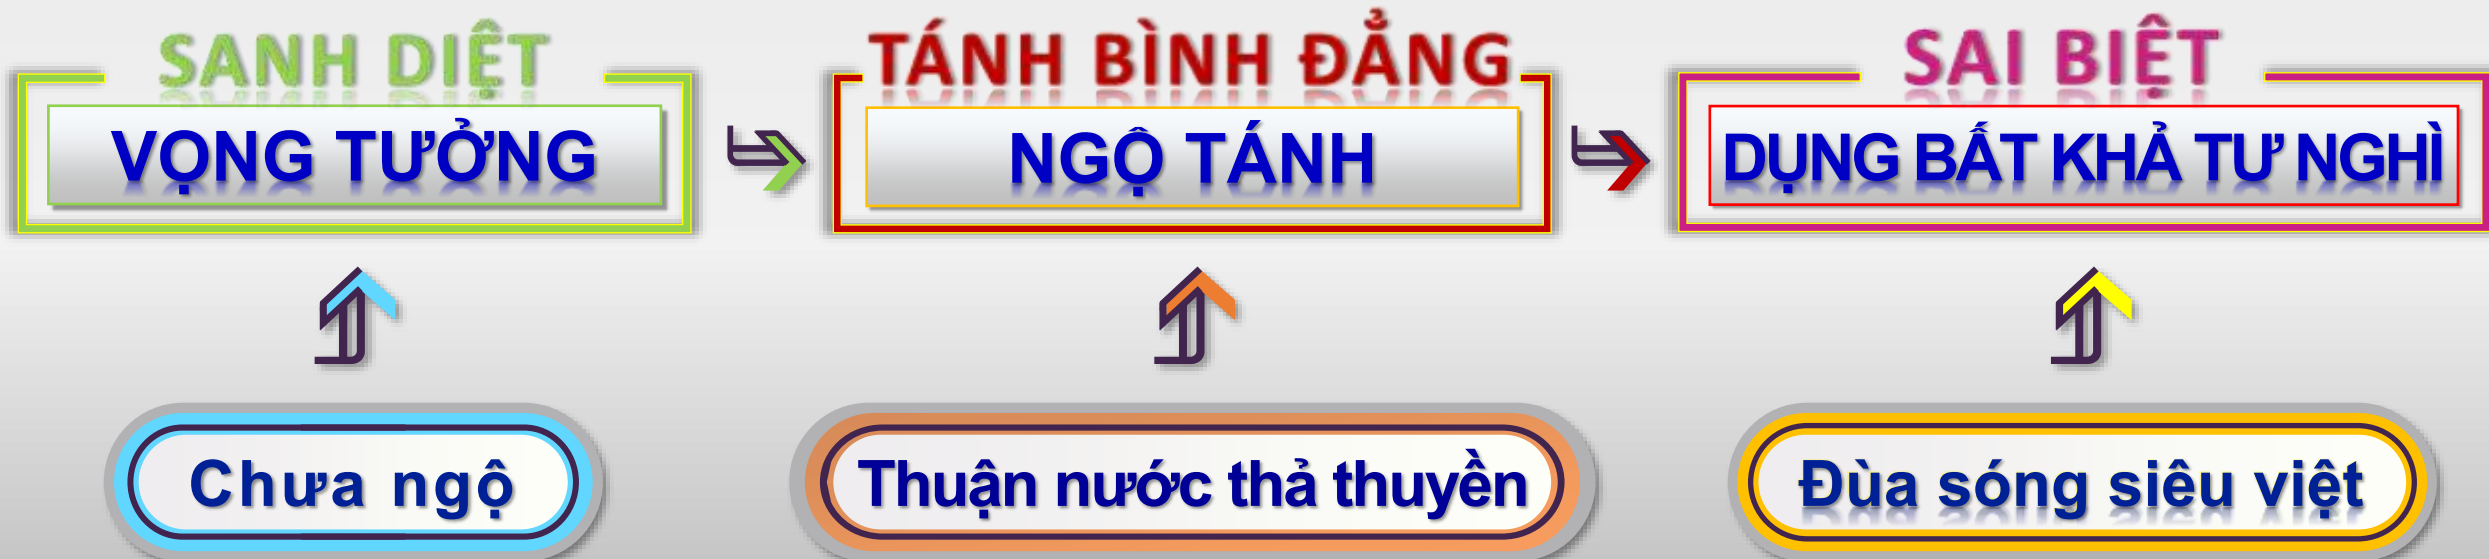 SANH DIỆT
VỌNG TƯỞNG
TÁNH BÌNH ĐẲNG
NGỘ TÁNH
SAI BIỆT
DỤNG BẤT KHẢ TƯ NGHÌ
Chưa ngộ
Thuận nước thả thuyền
Đùa sóng siêu việt